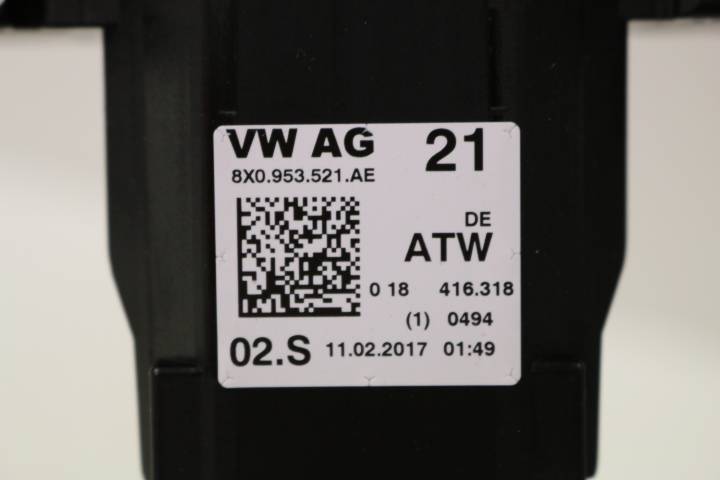 VW AG 21
8X0.953.521.AE
DE
ATW
0 18 416.318
(1) 0494
02.S 11.02.2017 01:49